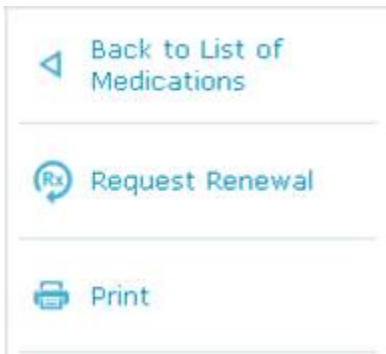 Back to List of
Medications
Rx
Request Renewal
Print